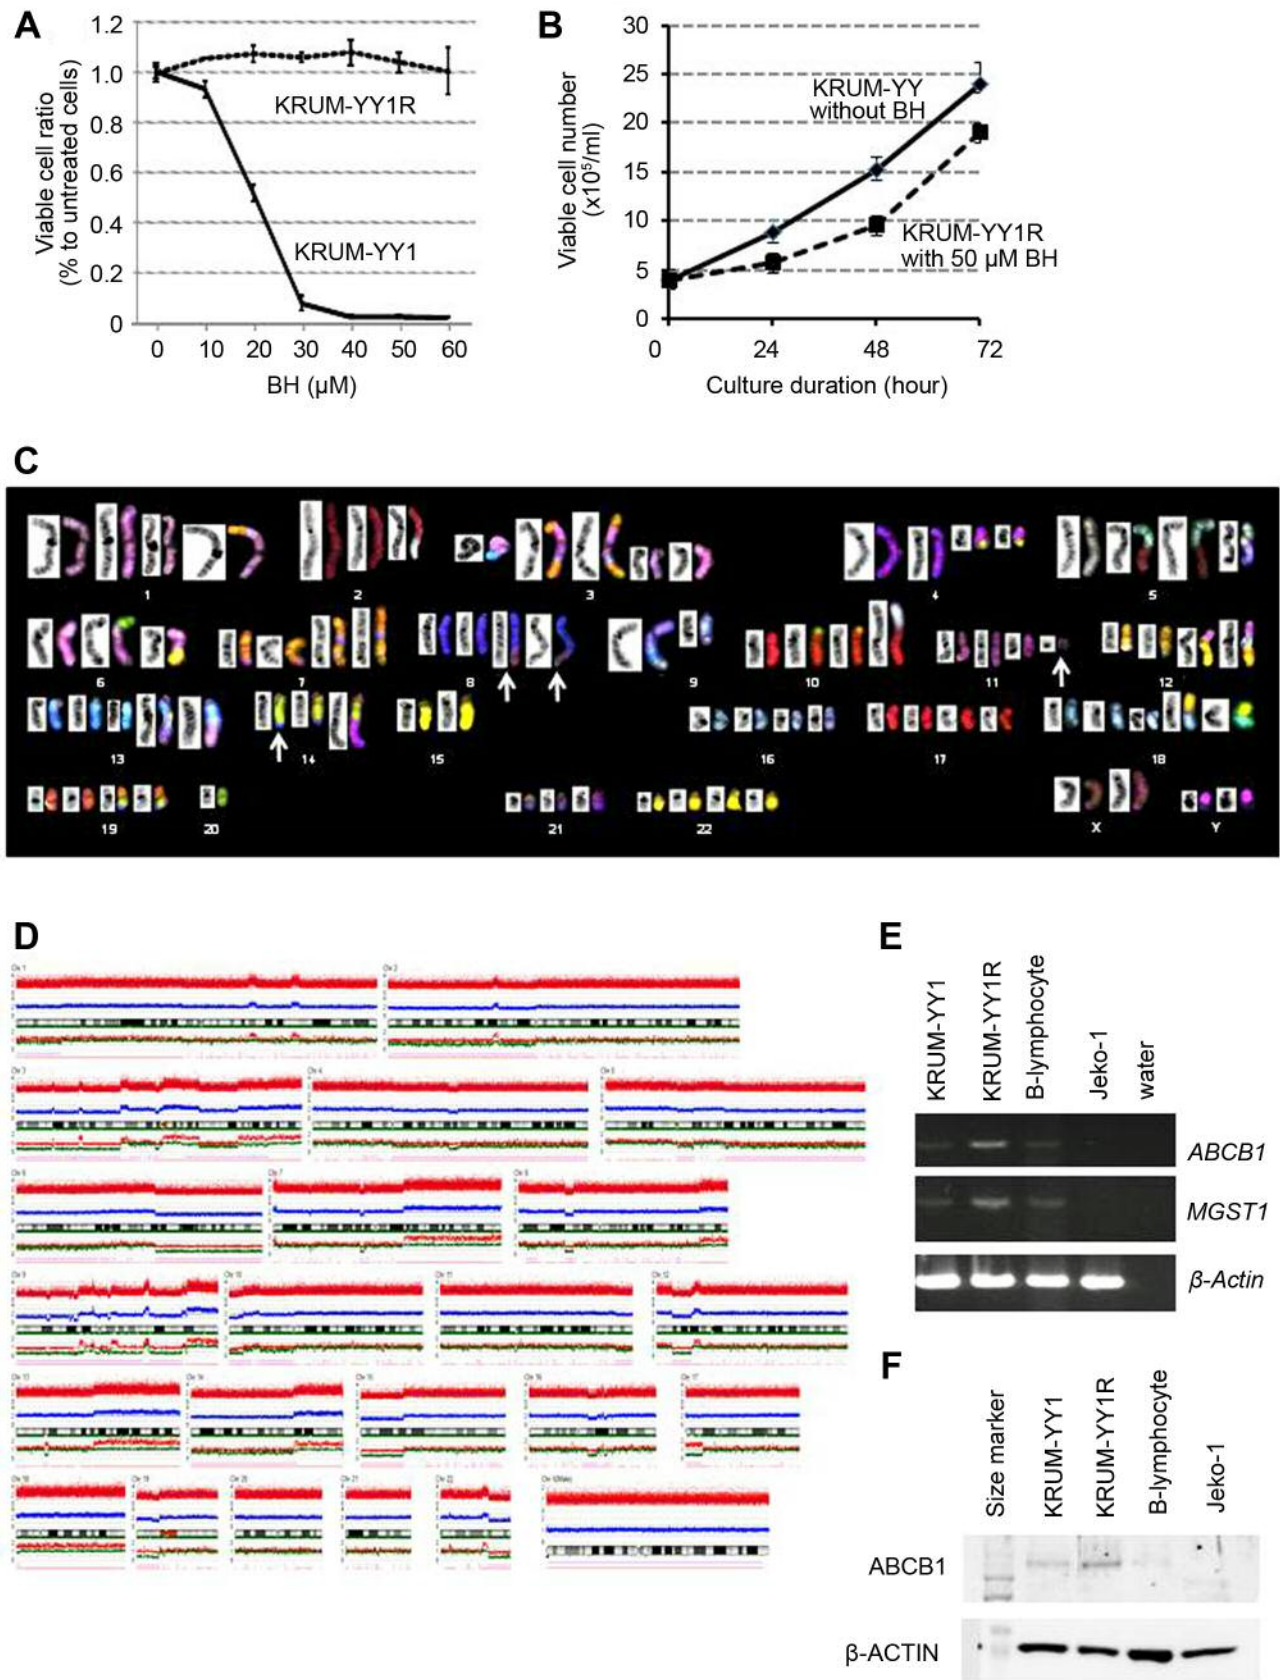 A
1.2
1.0
0.8
0.6
0.4
0.2
0
Viable cell ratio
(% to untreated cells)
KRUM-YY1R
KRUM-YY1
0 10 20 30 40 50 60
BH (µM)
B
30
25
20
15
10
5
0
Viable cell number
(x10⁵/ml)
KRUM-YY
without BH
KRUM-YY1R
with 50 µM BH
0 24 48 72
Culture duration (hour)
C
1 2 3 4 5
6 7 8 9 10 11 12
13 14 15 16 17 18
19 20 21 22 X Y
D
Chr 1 Chr 2
E
KRUM-YY1
KRUM-YY1R
B-lymphocyte
Jeko-1
water
ABCB1
MGST1
β-Actin
F
Size marker
KRUM-YY1
KRUM-YY1R
B-lymphocyte
Jeko-1
ABCB1
β-ACTIN